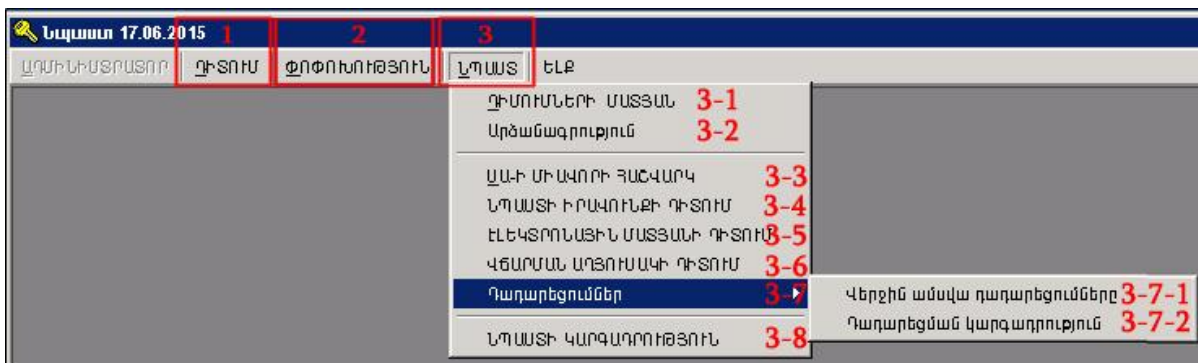 Նպաստ 17.06.2015
1 2 3
ԱԴՄԻՆԻՍՏՐԱՏՈՐ ԴԻՏՈՒՄ ՓՈՓՈԽՈՒԹՅՈՒՆ ՆՊԱՍՏ ԵԼՔ
ԴԻՄՈՒՄՆԵՐԻ ՄԱՏՅԱՆ 3-1
Արձանագրություն 3-2
ՍԱ-Ի ՄԻԱՎՈՐԻ ՀԱՇՎԱՐԿ 3-3
ՆՊԱՍՏԻ ԻՐԱՎՈՒՆՔԻ ԴԻՏՈՒՄ 3-4
ԷԼԵԿՏՐՈՆԱՅԻՆ ՄԱՏՅԱՆԻ ԴԻՏՈՒՄ 3-5
ՎՃԱՐՄԱՆ ԱՂՅՈՒՍԱԿԻ ԴԻՏՈՒՄ 3-6
Դադարեցումներ 3-7 Վերջին ամսվա դադարեցումները 3-7-1
Դադարեցման կարգադրություն 3-7-2
ՆՊԱՍՏԻ ԿԱՐԳԱԴՐՈՒԹՅՈՒՆ 3-8